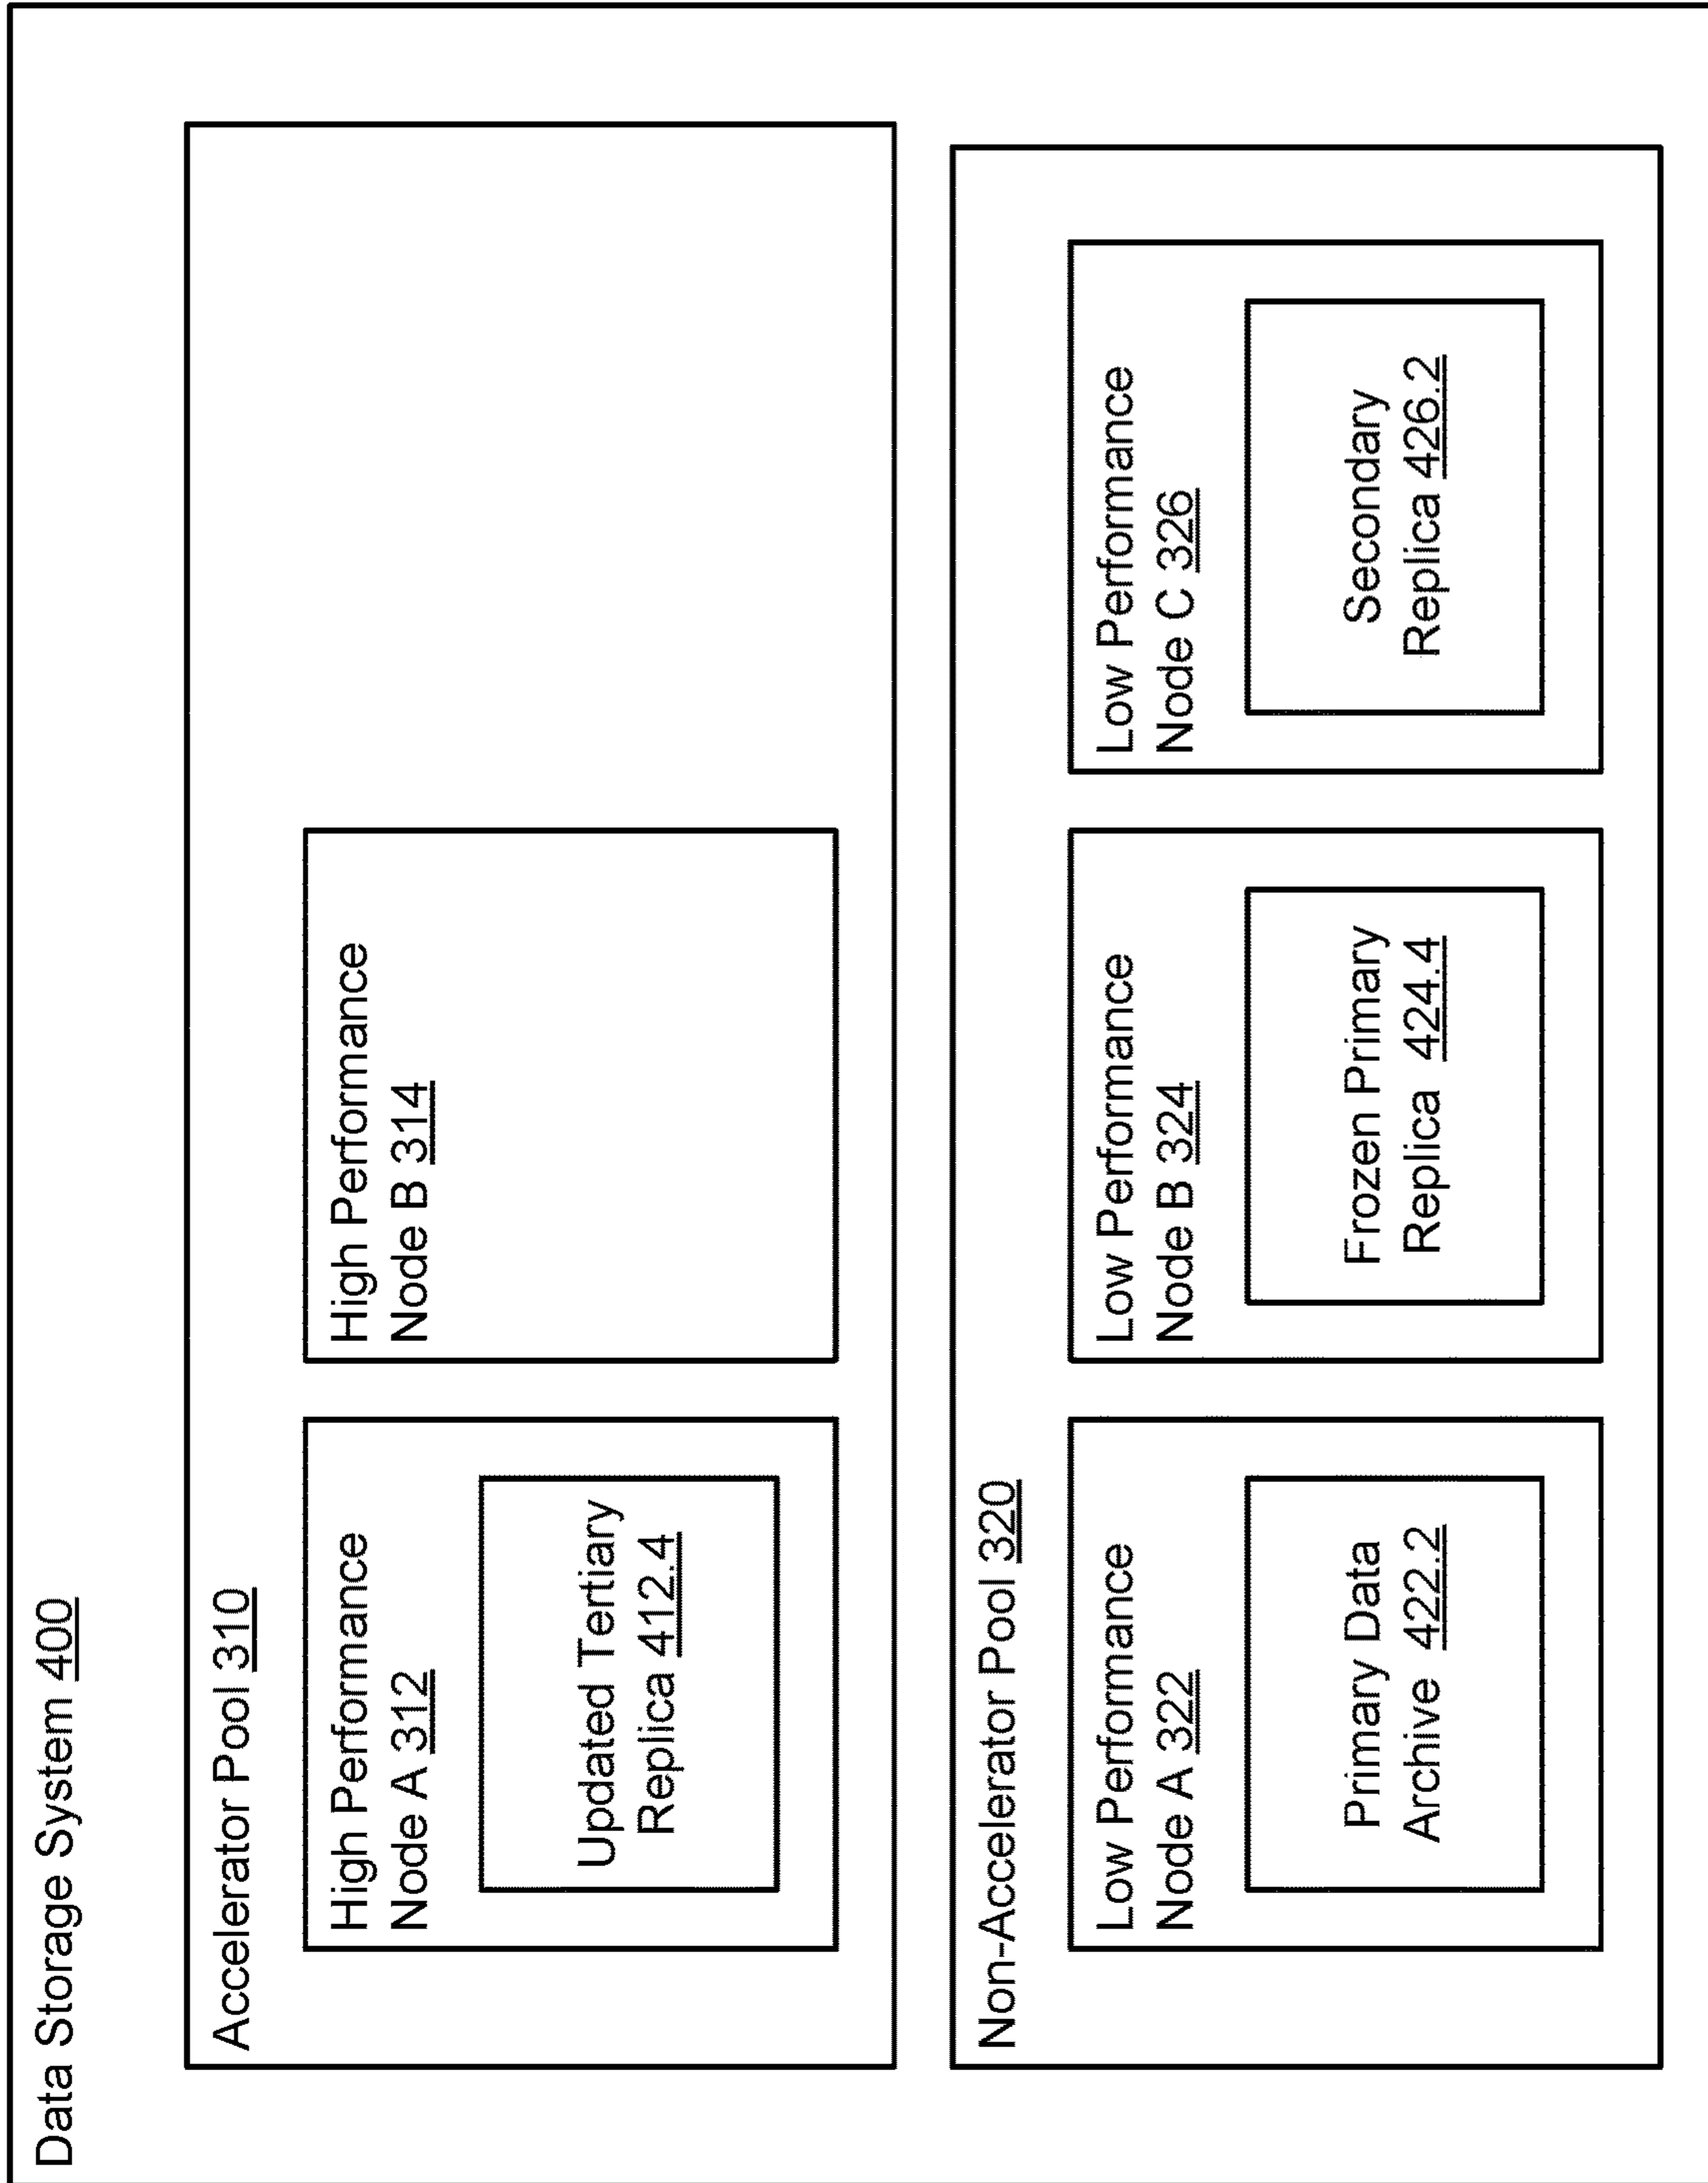 Data Storage System 400
Accelerator Pool 310
High Performance
Node A 312
Updated Tertiary
Replica 412.4
High Performance
Node B 314
Non-Accelerator Pool 320
Low Performance
Node A 322
Primary Data
Archive 422.2
Low Performance
Node B 324
Frozen Primary
Replica 424.4
Low Performance
Node C 326
Secondary
Replica 426.2